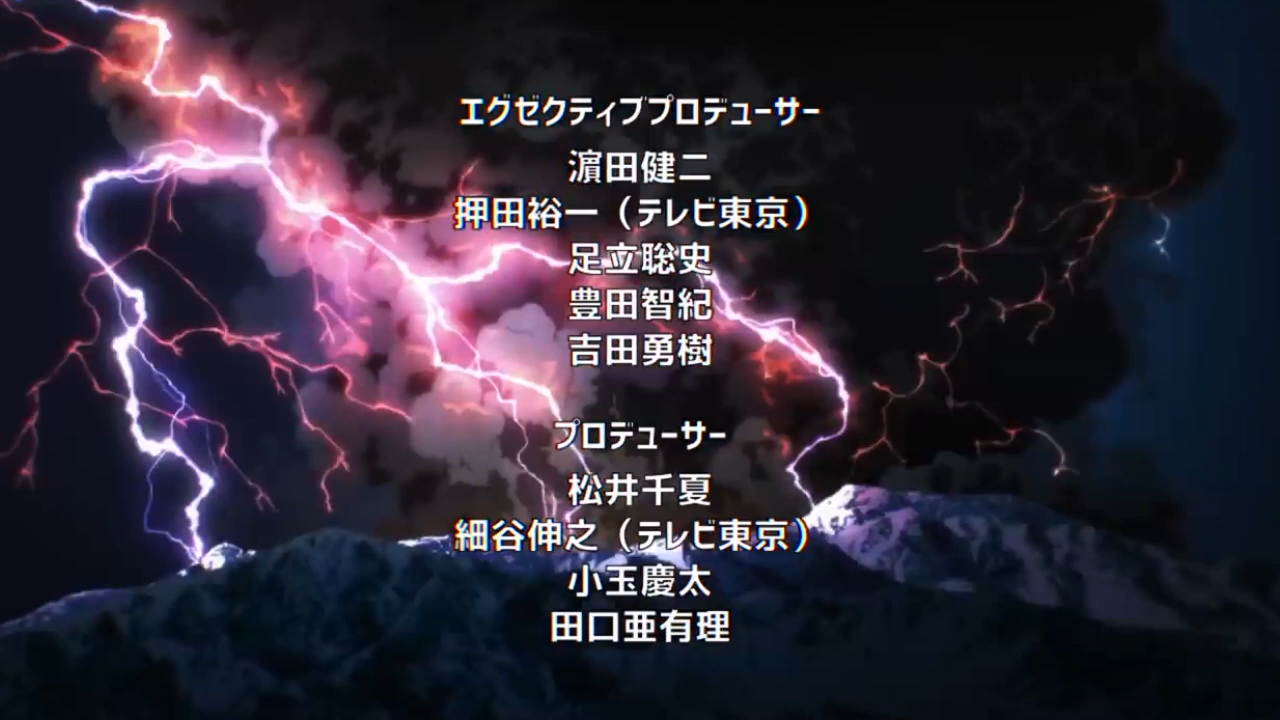 エグゼクティブプロデューサー
濵田健二
押田裕一（テレビ東京）
足立聡史
豊田智紀
吉田勇樹
プロデューサー
松井千夏
細谷伸之（テレビ東京）
小玉慶太
田口亜有理